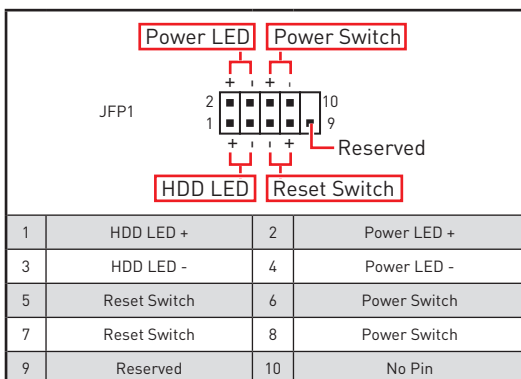 Power LED Power Switch
+ - + -
JFP1
2 10
1 9
+ - - +
Reserved
HDD LED Reset Switch
1 HDD LED + 2 Power LED +
3 HDD LED - 4 Power LED -
5 Reset Switch 6 Power Switch
7 Reset Switch 8 Power Switch
9 Reserved 10 No Pin